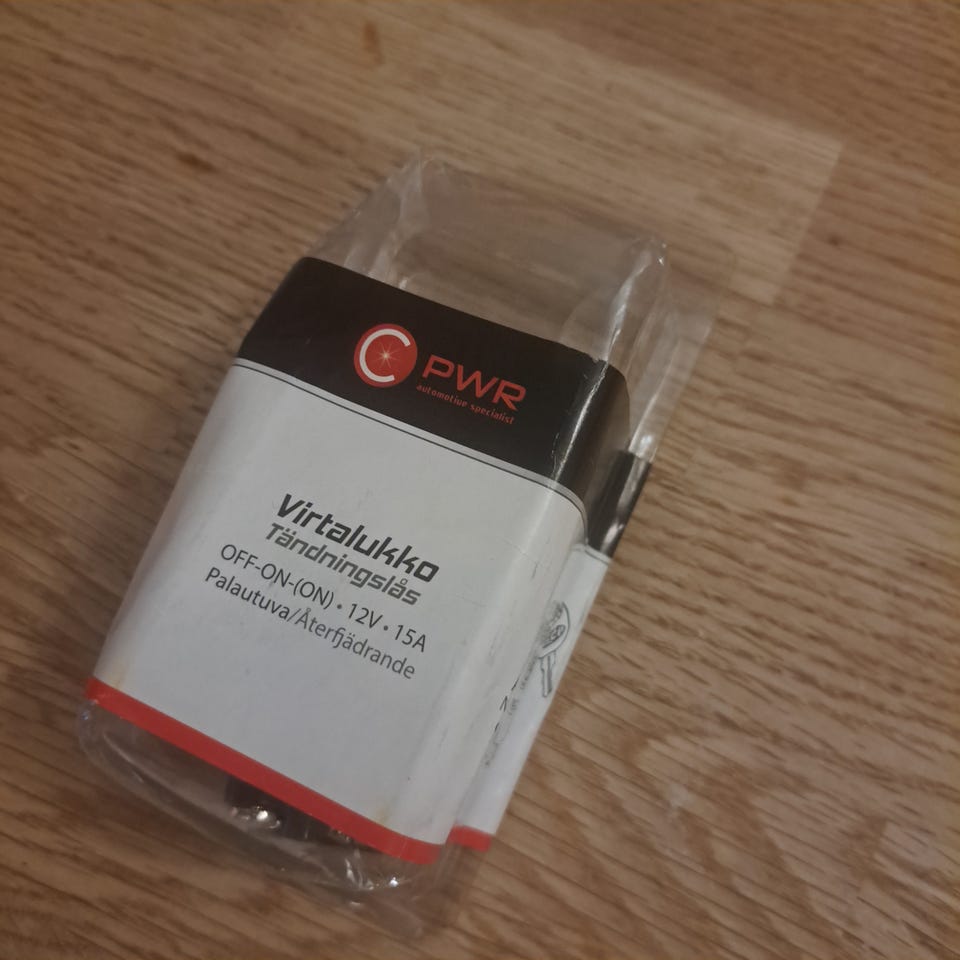 C PWR
automotive specialist
Virtalukko
Tändningslås
OFF-ON-(ON) • 12V • 15A
Palautuva/Återfjädrande